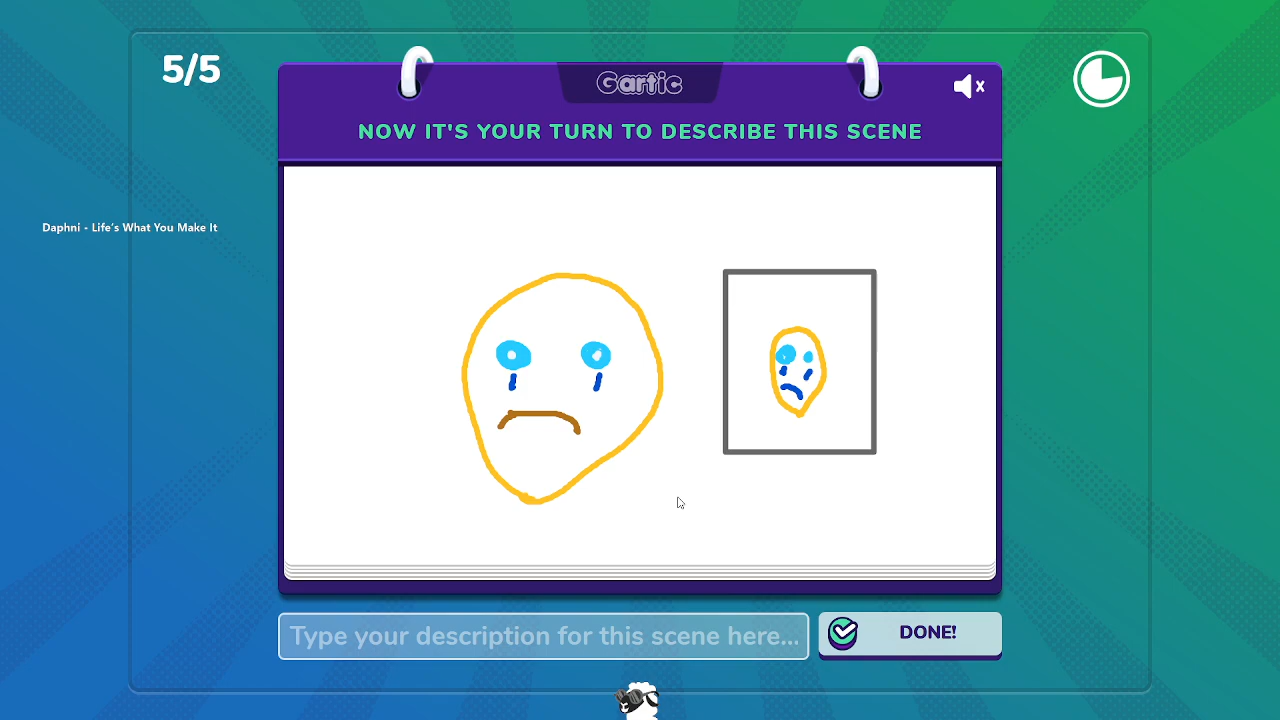 5/5
Gartic
NOW IT'S YOUR TURN TO DESCRIBE THIS SCENE
Daphni - Life's What You Make It
Type your description for this scene here...
DONE!